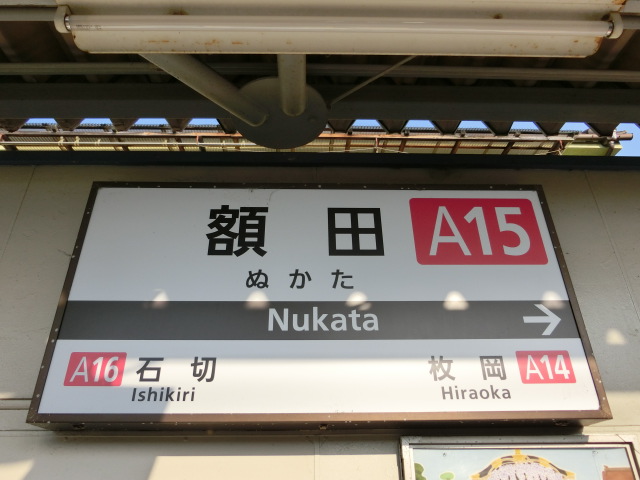 額田 A15
ぬかた
Nukata →
A16 石切 枚岡 A14
Ishikiri Hiraoka